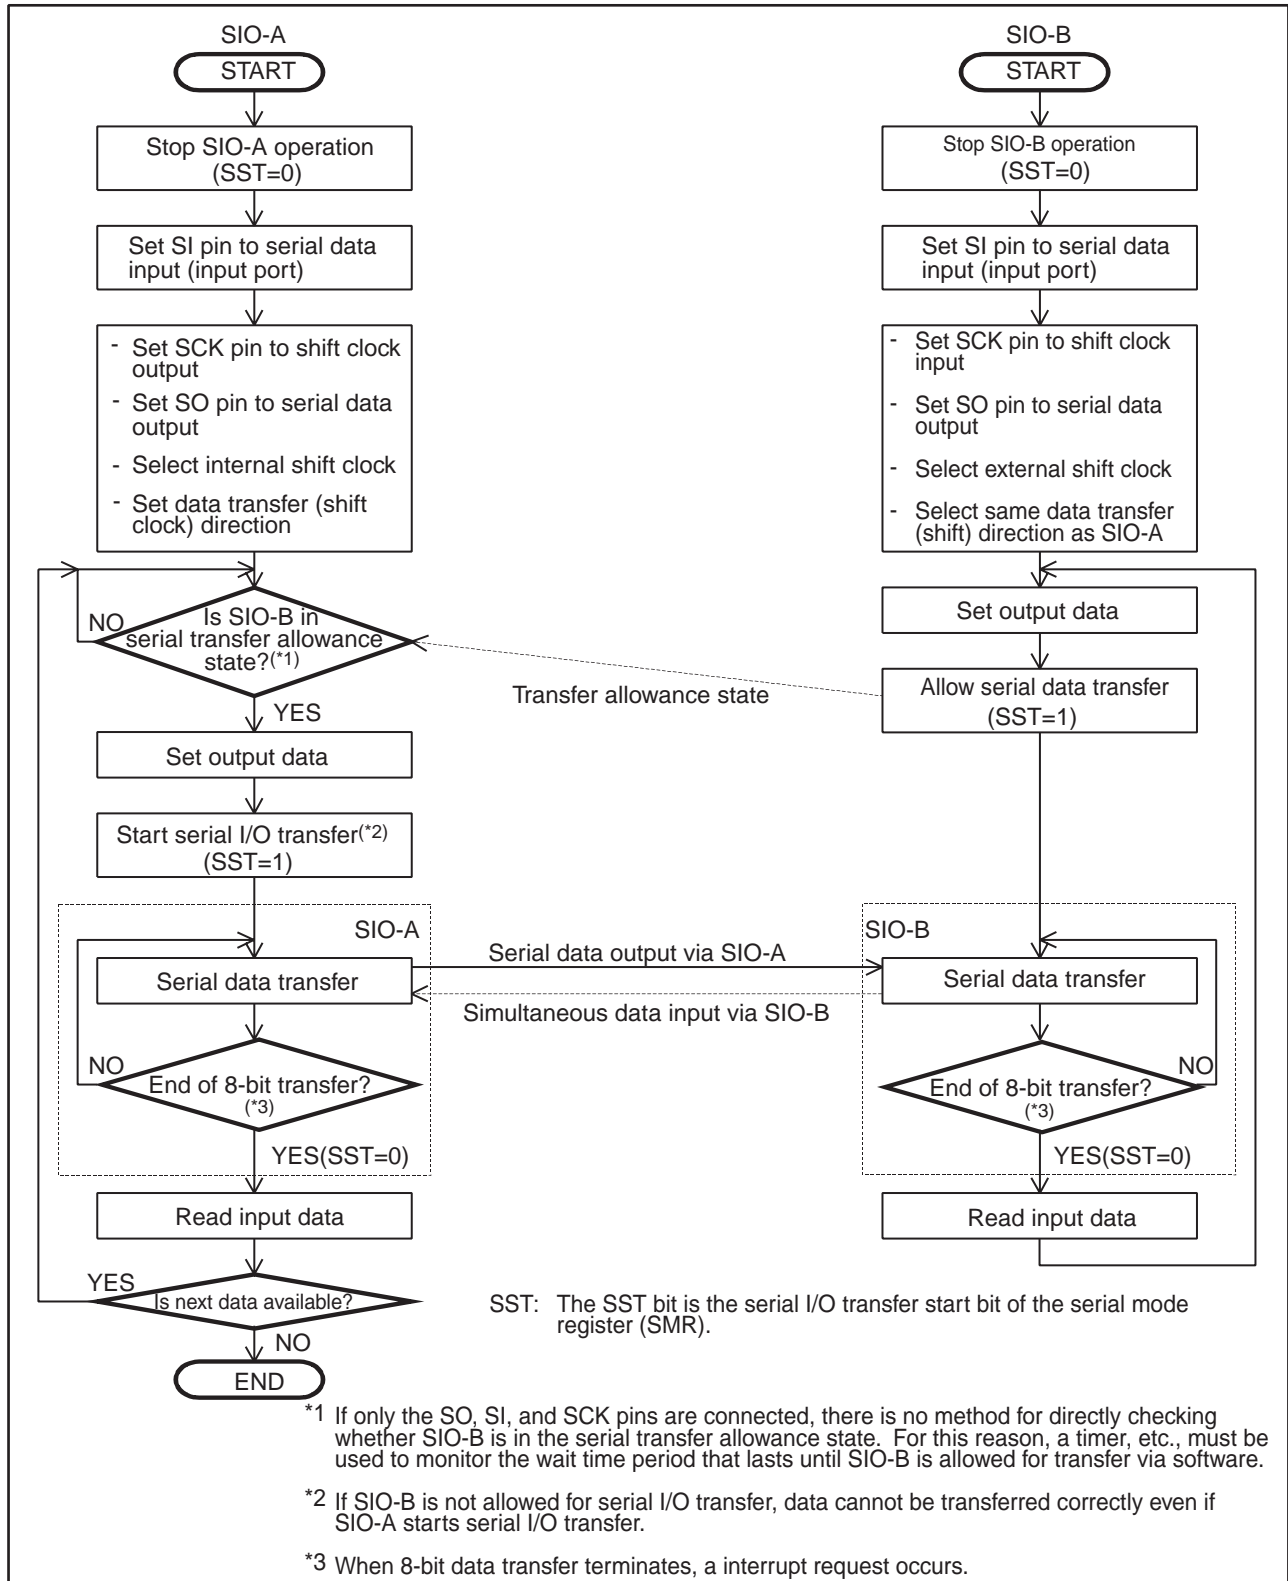 SIO-A
START
Stop SIO-A operation
(SST=0)
Set SI pin to serial data
input (input port)
- Set SCK pin to shift clock
output
- Set SO pin to serial data
output
- Select internal shift clock
- Set data transfer (shift
clock) direction
NO
Is SIO-B in
serial transfer allowance
state?(*1)
YES
Set output data
Start serial I/O transfer(*2)
(SST=1)
SIO-A
Serial data transfer
NO
End of 8-bit transfer?
(*3)
YES(SST=0)
Read input data
YES
Is next data available?
NO
END
Transfer allowance state
Serial data output via SIO-A
Simultaneous data input via SIO-B
SIO-B
START
Stop SIO-B operation
(SST=0)
Set SI pin to serial data
input (input port)
- Set SCK pin to shift clock
input
- Set SO pin to serial data
output
- Select external shift clock
- Select same data transfer
(shift) direction as SIO-A
Set output data
Allow serial data transfer
(SST=1)
SIO-B
Serial data transfer
NO
End of 8-bit transfer?
(*3)
YES(SST=0)
Read input data
SST: The SST bit is the serial I/O transfer start bit of the serial mode
register (SMR).
*1 If only the SO, SI, and SCK pins are connected, there is no method for directly checking
whether SIO-B is in the serial transfer allowance state. For this reason, a timer, etc., must be
used to monitor the wait time period that lasts until SIO-B is allowed for transfer via software.
*2 If SIO-B is not allowed for serial I/O transfer, data cannot be transferred correctly even if
SIO-A starts serial I/O transfer.
*3 When 8-bit data transfer terminates, a interrupt request occurs.